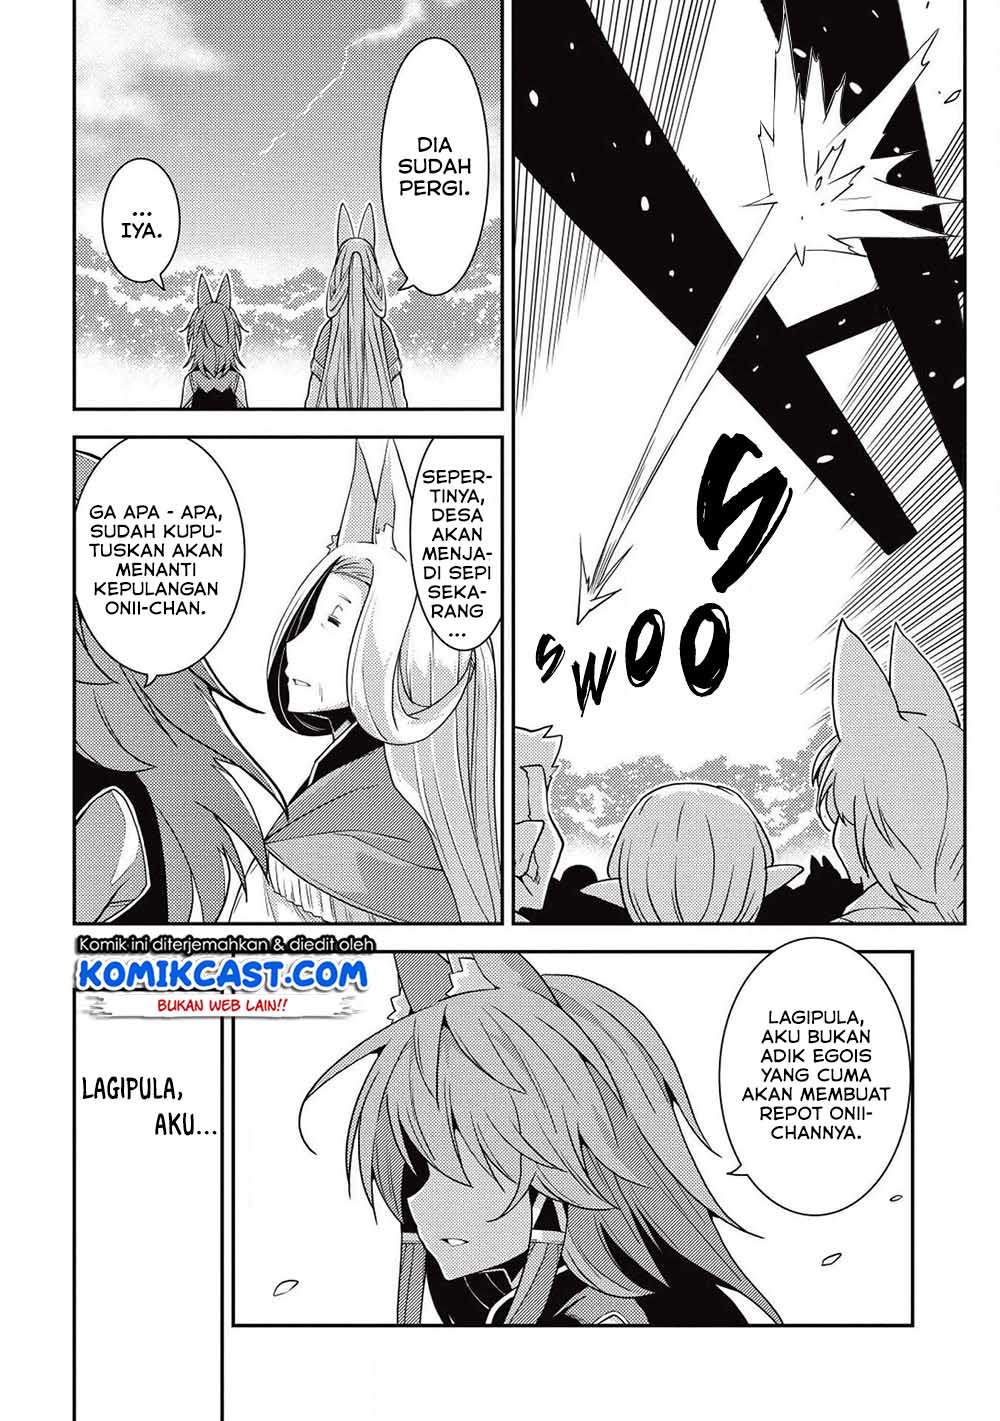 SWOOS
DIA
SUDAH
PERGI.
...
IYA.
SEPER-
TINYA,
DESA
AKAN
MENJA-
DI SEPI
SEKA-
RANG
...
GA APA - APA,
SUDAH KUPU-
TUSKAN AKAN
MENANTI
KEPULANGAN
ONII-CHAN.
Komik ini diterjemahkan & diedit oleh
KOMIKCAST.COM
BUKAN WEB LAIN!!
LAGIPULA,
AKU BUKAN
ADIK EGOIS
YANG CUMA
AKAN MEMBUAT
REPOT ONII-
CHANNYA.
LAGIPULA,
AKU...